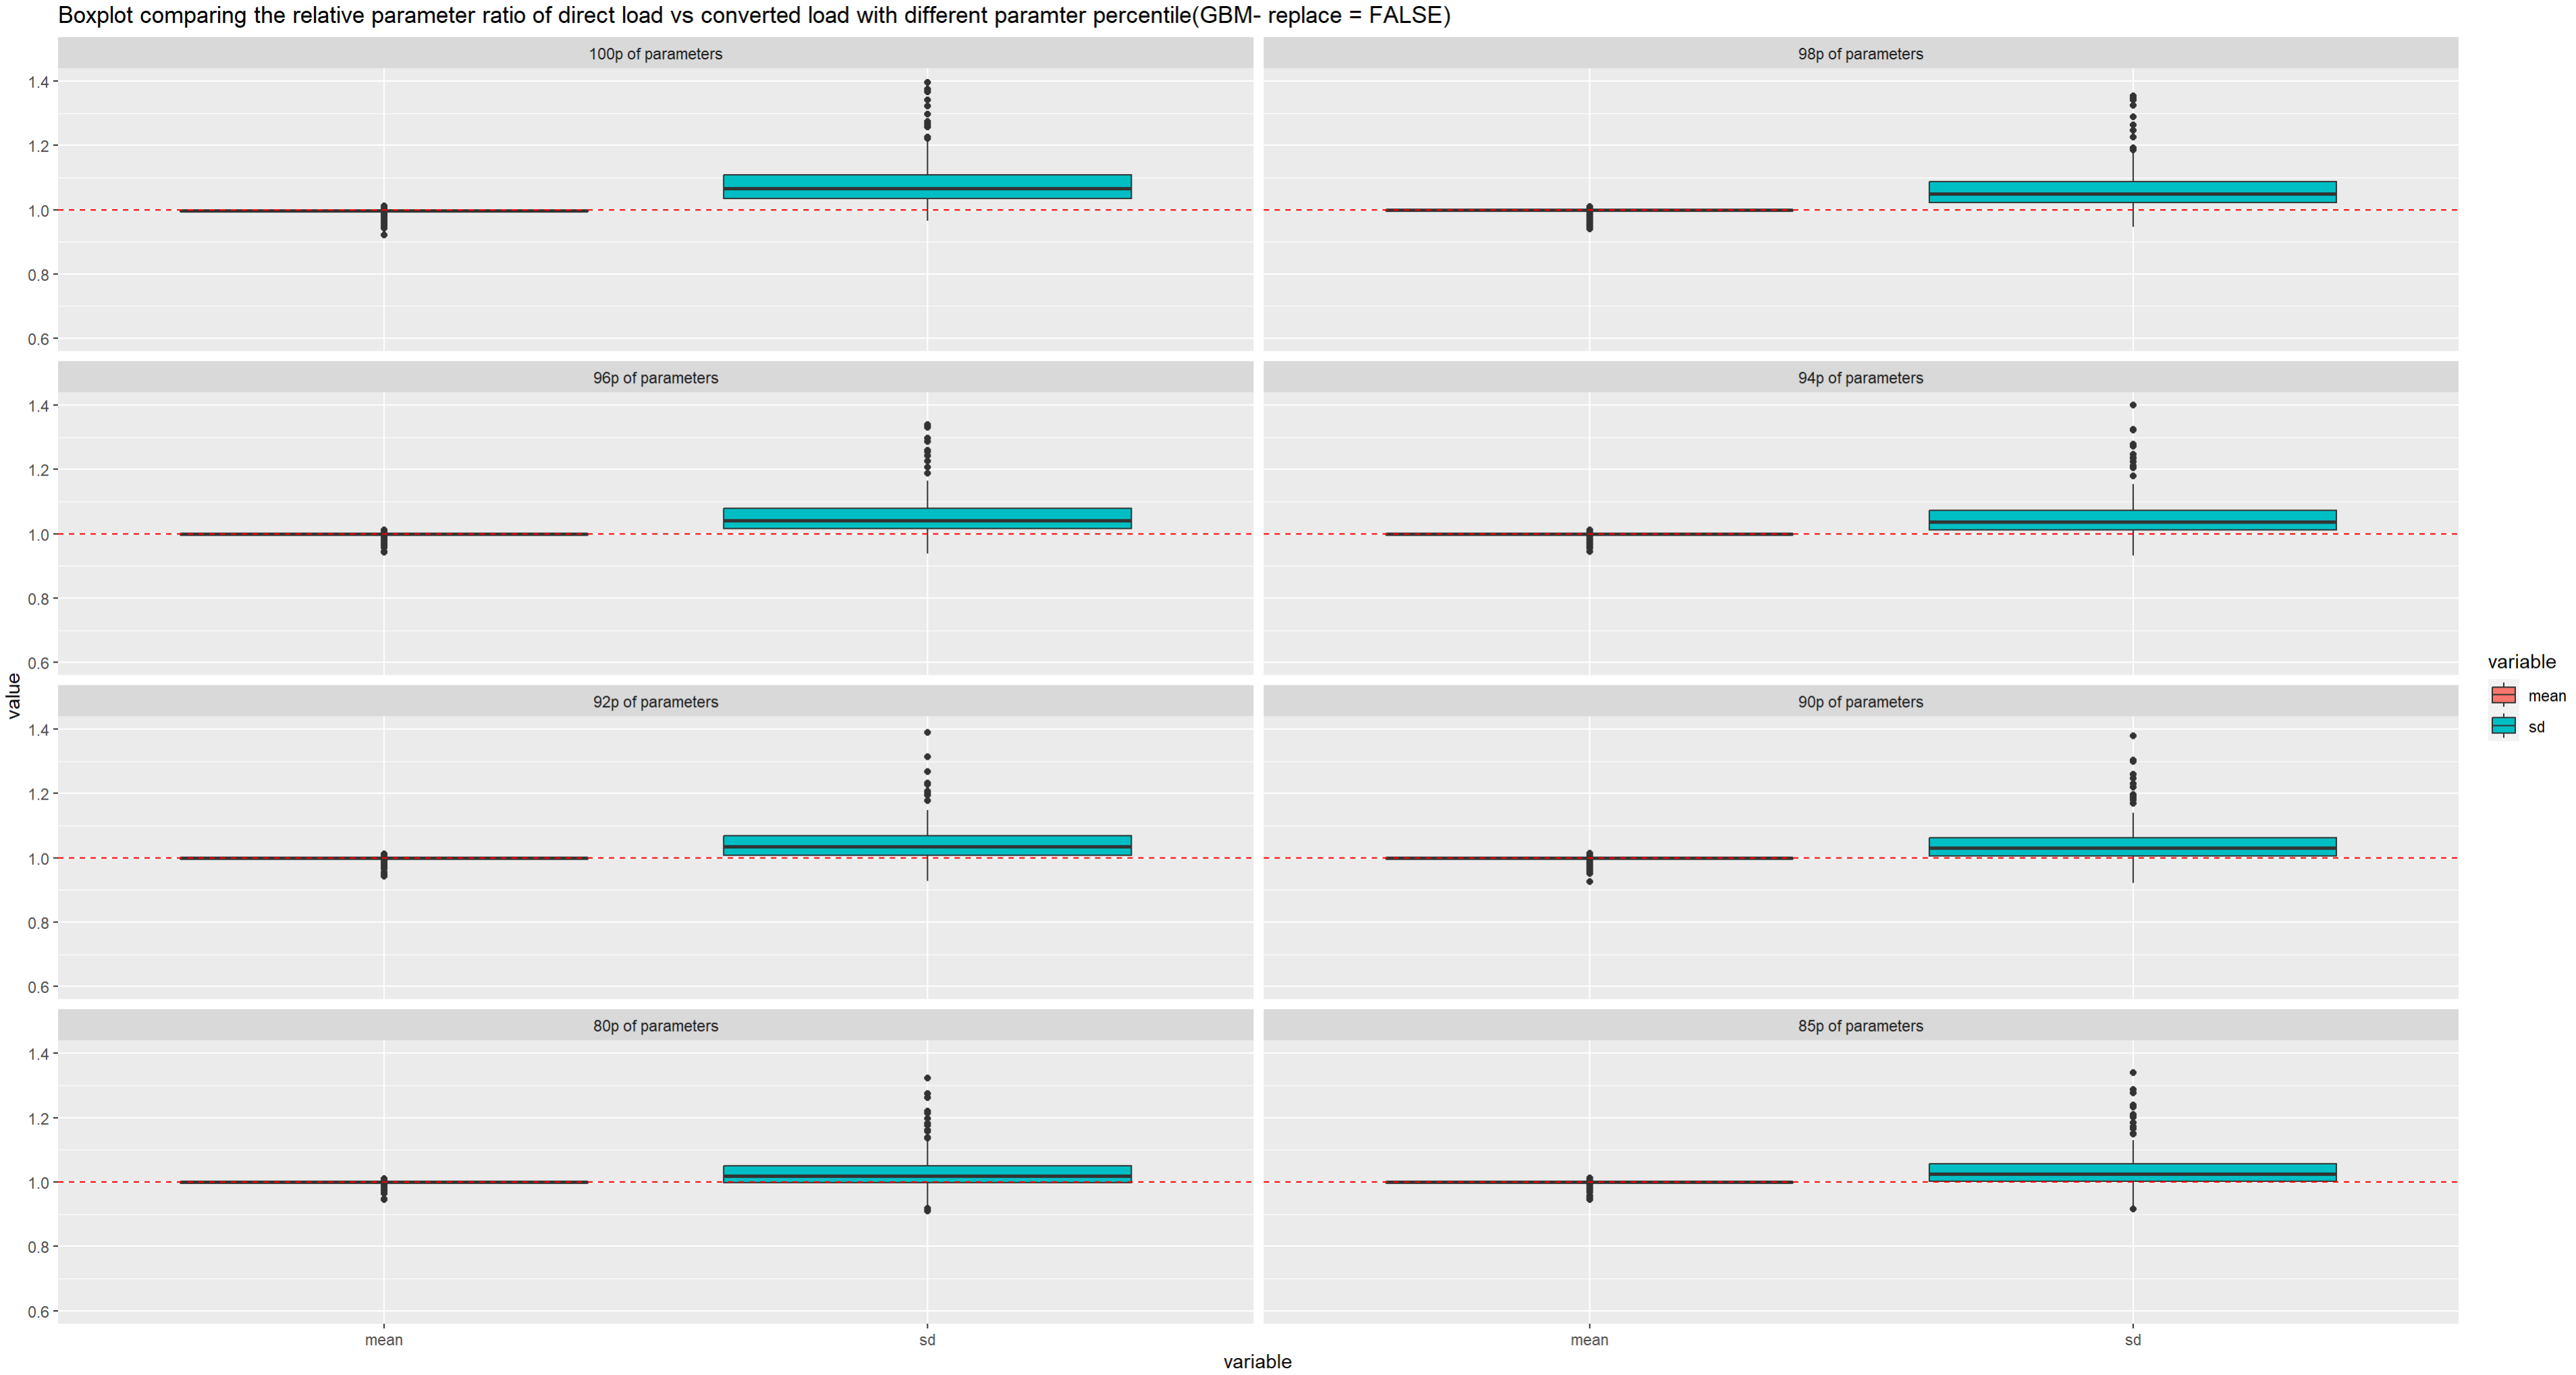 Boxplot comparing the relative parameter ratio of direct load vs converted load with different paramter percentile(GBM- replace = FALSE)
100p of parameters
98p of parameters
1.4
1.2
1.0
0.8
0.6
96p of parameters
94p of parameters
1.4
1.2
1.0
0.8
0.6
92p of parameters
90p of parameters
1.4
1.2
1.0
0.8
0.6
80p of parameters
85p of parameters
1.4
1.2
1.0
0.8
0.6
value
mean
sd
mean
sd
variable
variable
mean
sd